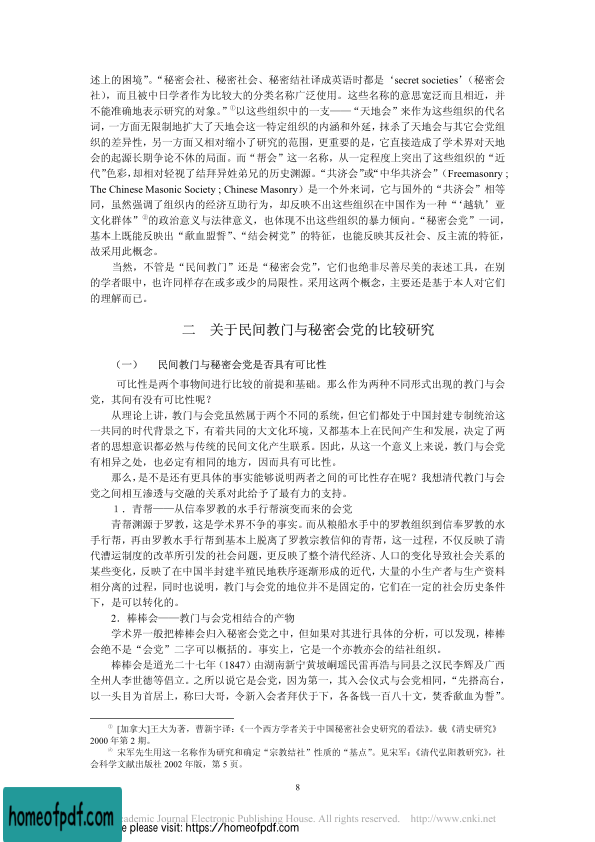 述上的困境”。“秘密会社、秘密社会、秘密结社译成英语时都是‘secret societies’（秘密会
社），而且被中日学者作为比较大的分类名称广泛使用。这些名称的意思宽泛而且相近，并
不能准确地表示研究的对象。”①以这些组织中的一支——“天地会”来作为这些组织的代名
词，一方面无限制地扩大了天地会这一特定组织的内涵和外延，抹杀了天地会与其它会党组
织的差异性，另一方面又相对缩小了研究的范围，更重要的是，它直接造成了学术界对天地
会的起源长期争论不休的局面。而“帮会”这一名称，从一定程度上突出了这些组织的“近
代”色彩，却相对轻视了结拜异姓弟兄的历史渊源。“共济会”或“中华共济会”（Freemasonry ;
The Chinese Masonic Society ; Chinese Masonry）是一个外来词，它与国外的“共济会”相等
同，虽然强调了组织内的经济互助行为，却反映不出这些组织在中国作为一种“‘越轨’亚
文化群体”②的政治意义与法律意义，也体现不出这些组织的暴力倾向。“秘密会党”一词，
基本上既能反映出“歃血盟誓”、“结会树党”的特征，也能反映其反社会、反主流的特征，
故采用此概念。
当然，不管是“民间教门”还是“秘密会党”，它们也绝非尽善尽美的表述工具，在别
的学者眼中，也许同样存在或多或少的局限性。采用这两个概念，主要还是基于本人对它们
的理解而已。
二 关于民间教门与秘密会党的比较研究
（一） 民间教门与秘密会党是否具有可比性
可比性是两个事物间进行比较的前提和基础。那么作为两种不同形式出现的教门与会
党，其间有没有可比性呢？
从理论上讲，教门与会党虽然属于两个不同的系统，但它们都处于中国封建专制统治这
一共同的时代背景之下，有着共同的大文化环境，又都基本上在民间产生和发展，决定了两
者的思想意识都必然与传统的民间文化产生联系。因此，从这一个意义上来说，教门与会党
有相异之处，也必定有相同的地方，因而具有可比性。
那么，是不是还有更具体的事实能够说明两者之间的可比性存在呢？我想清代教门与会
党之间相互渗透与交融的关系对此给予了最有力的支持。
1．青帮——从信奉罗教的水手行帮演变而来的会党
青帮渊源于罗教，这是学术界不争的事实。而从粮船水手中的罗教组织到信奉罗教的水
手行帮，再由罗教水手行帮到基本上脱离了罗教宗教信仰的青帮，这一过程，不仅反映了清
代漕运制度的改革所引发的社会问题，更反映了整个清代经济、人口的变化导致社会关系的
某些变化，反映了在中国半封建半殖民地秩序逐渐形成的近代，大量的小生产者与生产资料
相分离的过程，同时也说明，教门与会党的地位并不是固定的，它们在一定的社会历史条件
下，是可以转化的。
2．棒棒会——教门与会党相结合的产物
学术界一般把棒棒会归入秘密会党之中，但如果对其进行具体的分析，可以发现，棒棒
会绝不是“会党”二字可以概括的。事实上，它是一个亦教亦会的结社组织。
棒棒会是道光二十七年（1847）由湖南新宁黄坡峒瑶民雷再浩与同县之汉民李辉及广西
全州人李世德等倡立。之所以说它是会党，因为第一，其入会仪式与会党相同，“先搭高台，
以一头目为首居上，称曰大哥，令新入会者拜伏于下，各备钱一百八十文，焚香歃血为誓”。
① [加拿大]王大为著，曹新宇译：《一个西方学者关于中国秘密社会史研究的看法》。载《清史研究》
2000 年第 2 期。
② 宋军先生用这一名称作为研究和确定“宗教结社”性质的“基点”。见宋军：《清代弘阳教研究》，社
会科学文献出版社 2002 年版，第 5 页。
8
ademic Journal Electronic Publishing House. All rights reserved. http://www.cnki.net
homeofpdf.com
e please visit: https://homeofpdf.com